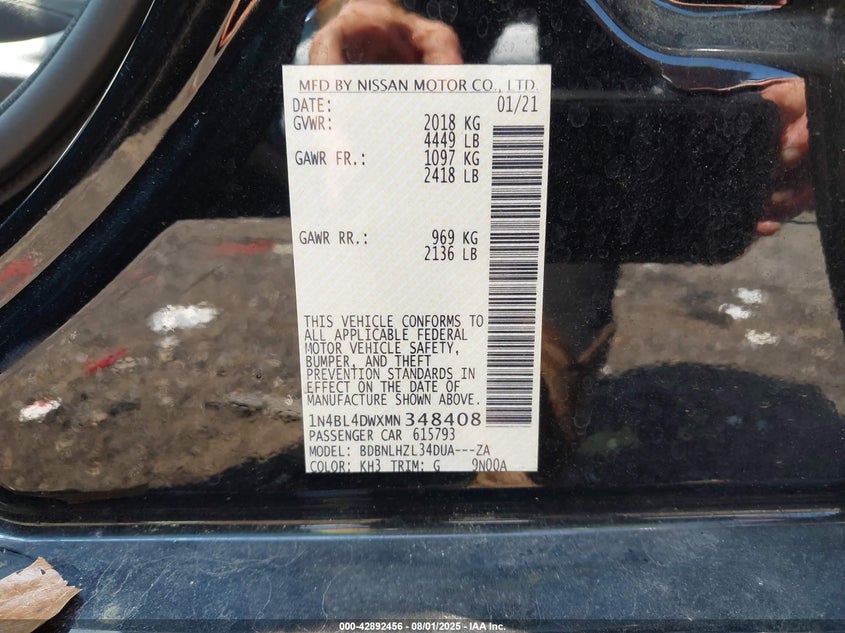 MFD BY NISSAN MOTOR CO., LTD.
DATE: 01/21
GVWR: 2018 KG
4449 LB
GAWR FR.: 1097 KG
2418 LB
GAWR RR.: 969 KG
2136 LB
THIS VEHICLE CONFORMS TO
ALL APPLICABLE FEDERAL
MOTOR VEHICLE SAFETY,
BUMPER, AND THEFT
PREVENTION STANDARDS IN
EFFECT ON THE DATE OF
MANUFACTURE SHOWN ABOVE.
1N4BL4DWXMN348408
PASSENGER CAR 615793
MODEL: BDBNLHZL34DUA---ZA
COLOR: KH3 TRIM: G 9N00A
000-42892456 - 08/01/2025 - IAA Inc.